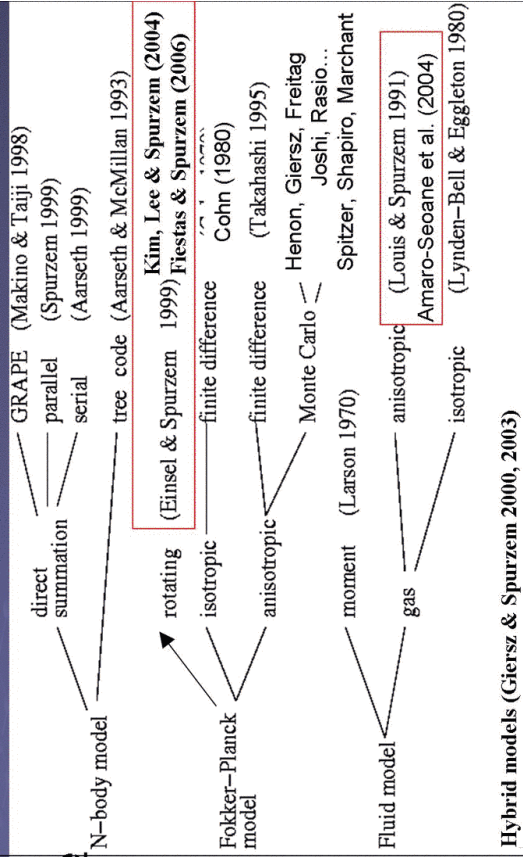 GRAPE (Makino & Taiji 1998)
direct summation
parallel (Spurzem 1999)
serial (Aarseth 1999)
N-body model
tree code (Aarseth & McMillan 1993)
Kim, Lee & Spurzem (2004)
rotating (Einsel & Spurzem 1999)
Fiestas & Spurzem (2006)
isotropic finite difference
Cohn (1980)
Fokker-Planck model
anisotropic finite difference (Takahashi 1995)
Monte Carlo
Henon, Giersz, Freitag
Joshi, Rasio...
Spitzer, Shapiro, Marchant
moment (Larson 1970)
Fluid model
gas
anisotropic (Louis & Spurzem 1991)
Amaro-Seoane et al. (2004)
isotropic (Lynden-Bell & Eggleton 1980)
Hybrid models (Giersz & Spurzem 2000, 2003)